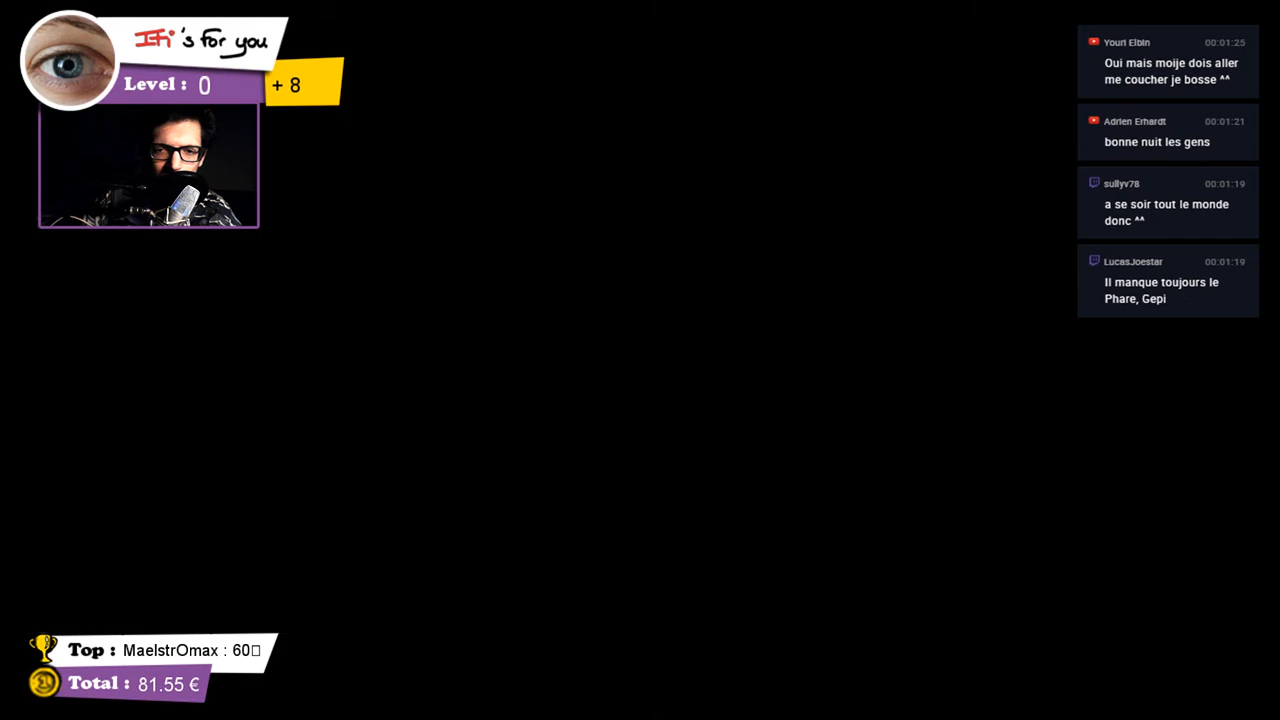 Ifi's for you
Level : 0
+ 8
Youri Elbin 00:01:25
Oui mais moije dois aller
me coucher je bosse ^^
Adrien Erhardt 00:01:21
bonne nuit les gens
sullyv78 00:01:19
a se soir tout le monde
donc ^^
LucasJoestar 00:01:19
Il manque toujours le
Phare, Gepi
Top : MaelstrOmax : 60
Total : 81.55 €